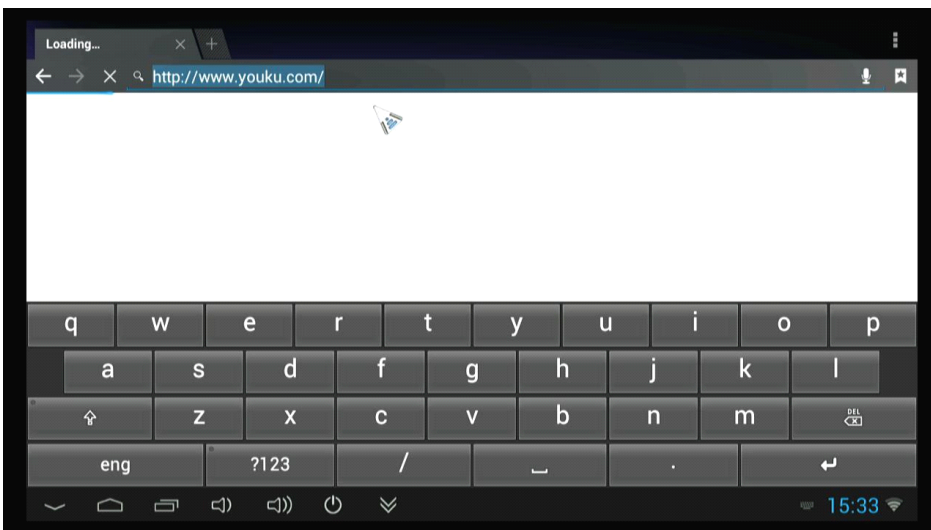 Loading...
http://www.youku.com/
q w e r t y u i o p
a s d f g h j k l
z x c v b n m DEL
eng ?123 / .
15:33